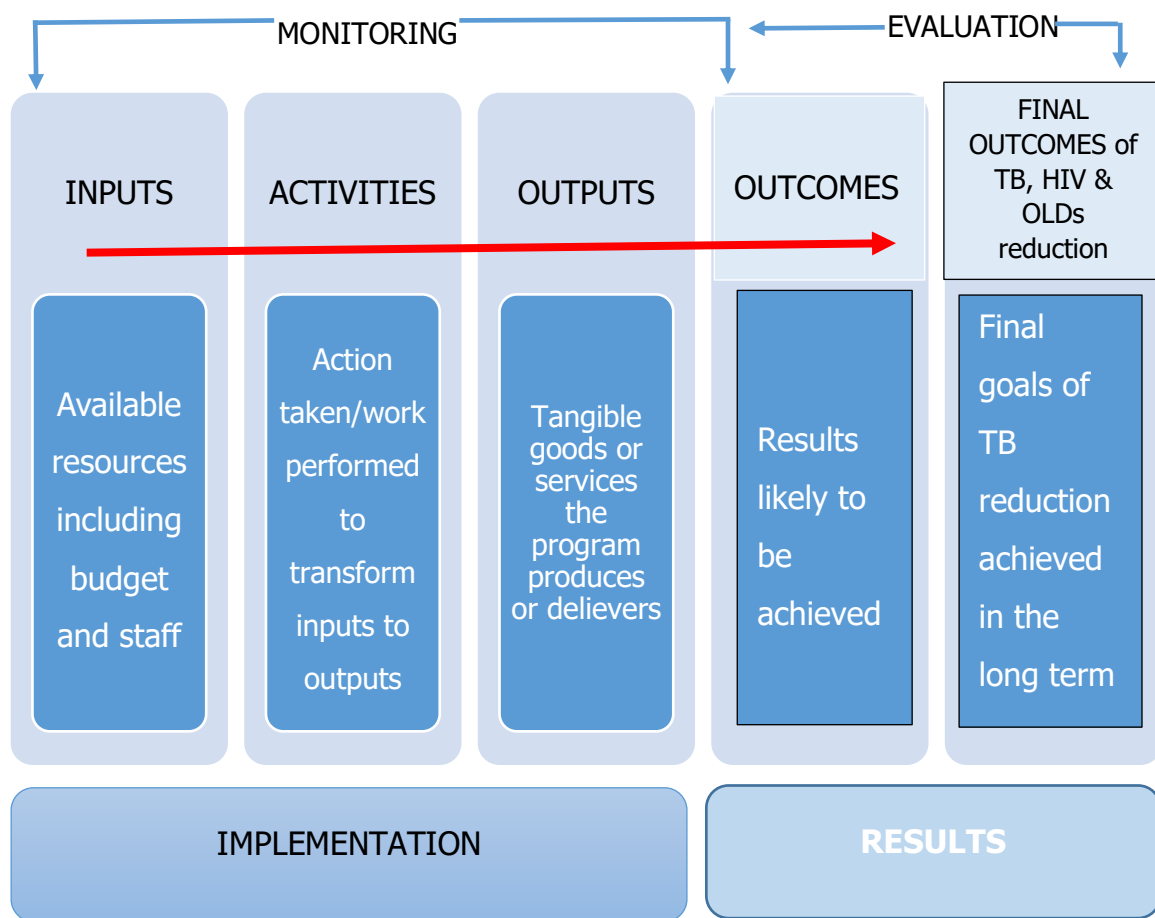 MONITORING
EVALUATION
INPUTS
ACTIVITIES
OUTPUTS
OUTCOMES
FINAL
OUTCOMES of
TB, HIV &
OLDs
reduction
Available
resources
including
budget
and staff
Action
taken/work
performed
to
transform
inputs to
outputs
Tangible
goods or
services
the
program
produces
or delievers
Results
likely to
be
achieved
Final
goals of
TB
reduction
achieved
in the
long term
IMPLEMENTATION
RESULTS